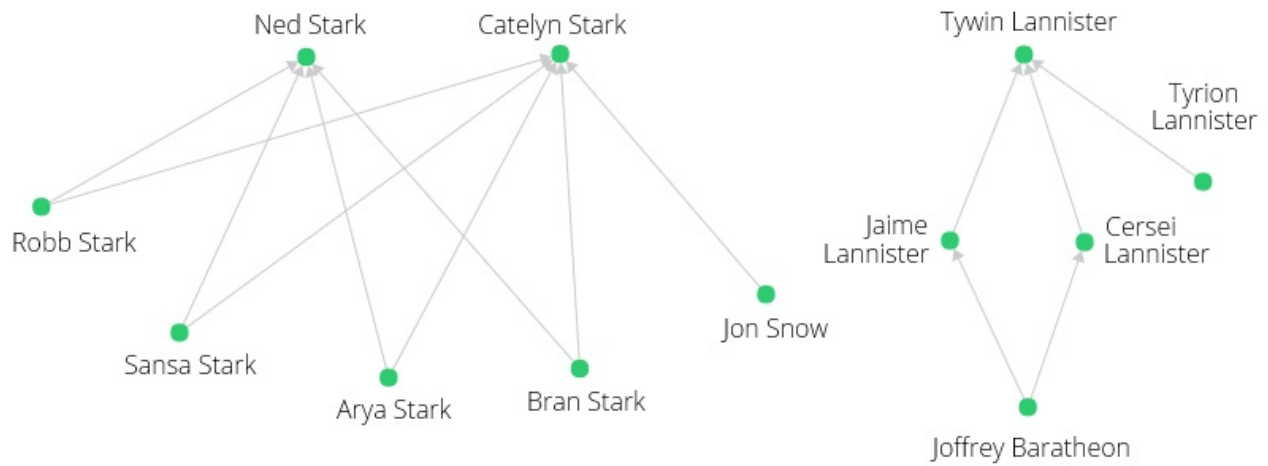 Ned Stark
Catelyn Stark
Tywin Lannister
Tyrion
Lannister
Robb Stark
Jaime
Lannister
Cersei
Lannister
Jon Snow
Sansa Stark
Arya Stark
Bran Stark
Joffrey Baratheon